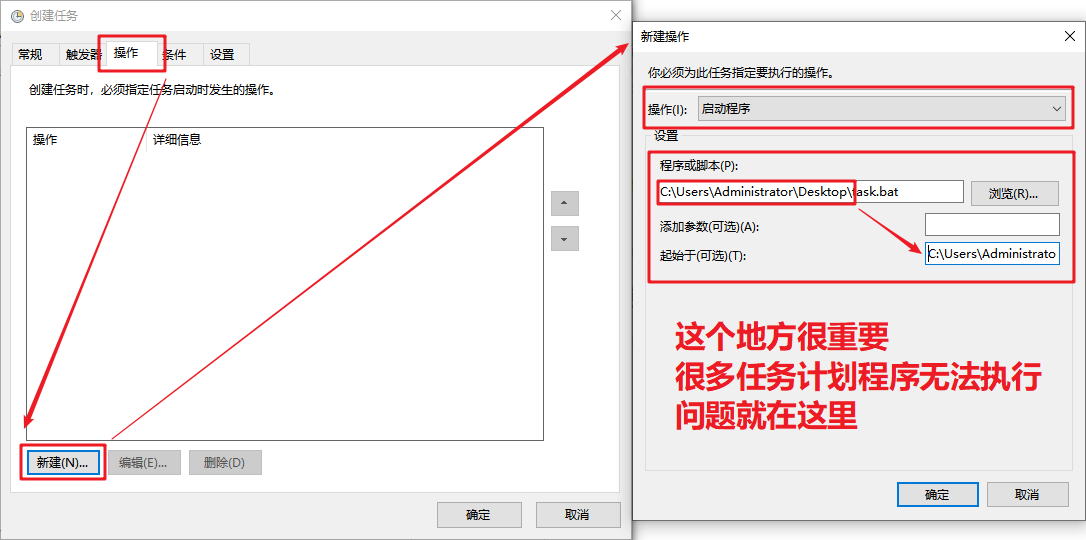 创建任务
常规 触发器 操作 条件 设置
创建任务时，必须指定任务启动时发生的操作。
操作 详细信息
新建(N)... 编辑(E)... 删除(D)
确定 取消
新建操作
你必须为此任务指定要执行的操作。
操作(I): 启动程序
设置
程序或脚本(P):
C:\Users\Administrator\Desktop\task.bat 浏览(R)...
添加参数(可选)(A):
起始于(可选)(T): C:\Users\Administrato
这个地方很重要
很多任务计划程序无法执行
问题就在这里
确定 取消